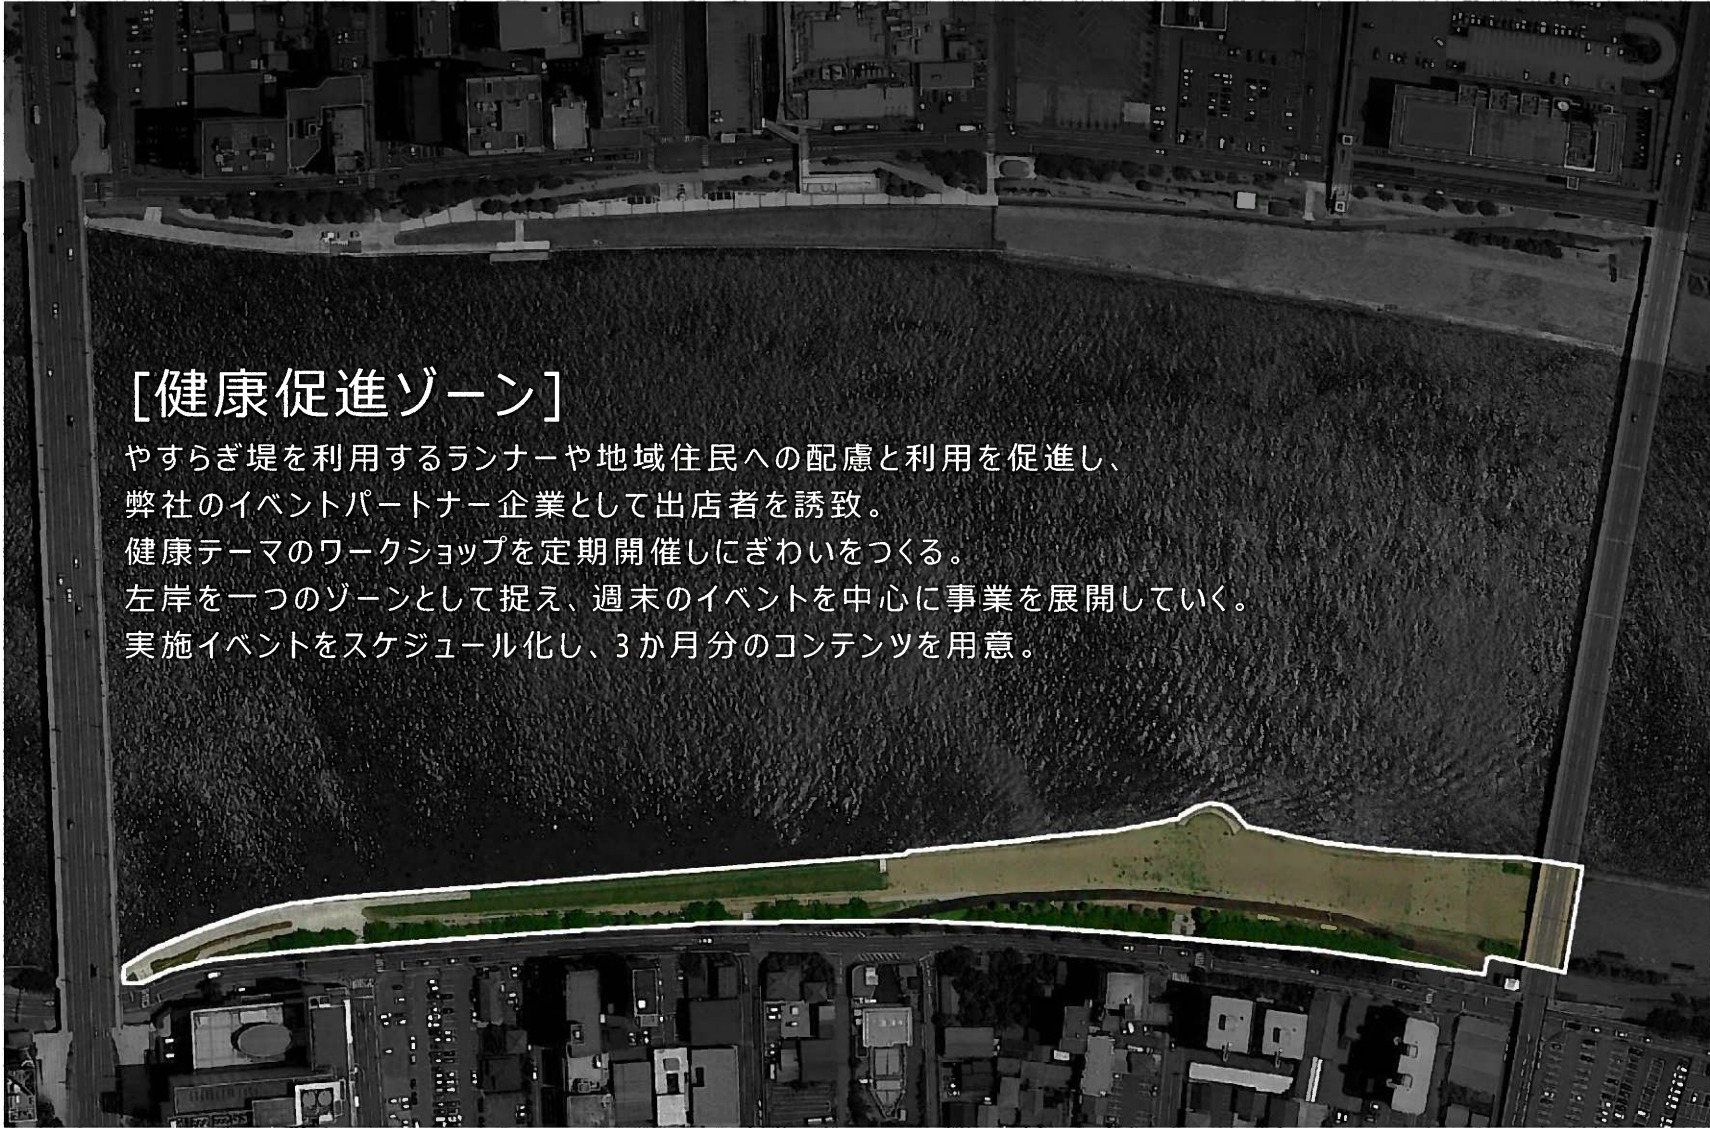 [健康促進ゾーン]
やすらぎ堤を利用するランナーや地域住民への配慮と利用を促進し、
弊社のイベントパートナー企業として出店者を誘致。
健康テーマのワークショップを定期開催しにぎわいをつくる。
左岸を一つのゾーンとして捉え、週末のイベントを中心に事業を展開していく。
実施イベントをスケジュール化し、3か月分のコンテンツを用意。